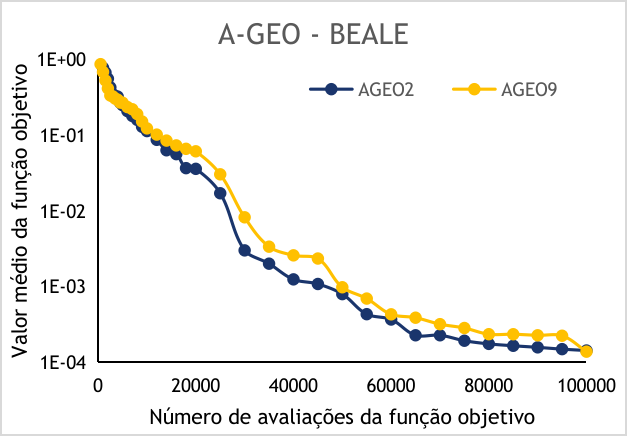 A-GEO - BEALE
AGEO2
AGEO9
Valor médio da função objetivo
1E+00
1E-01
1E-02
1E-03
1E-04
0
20000
40000
60000
80000
100000
Número de avaliações da função objetivo